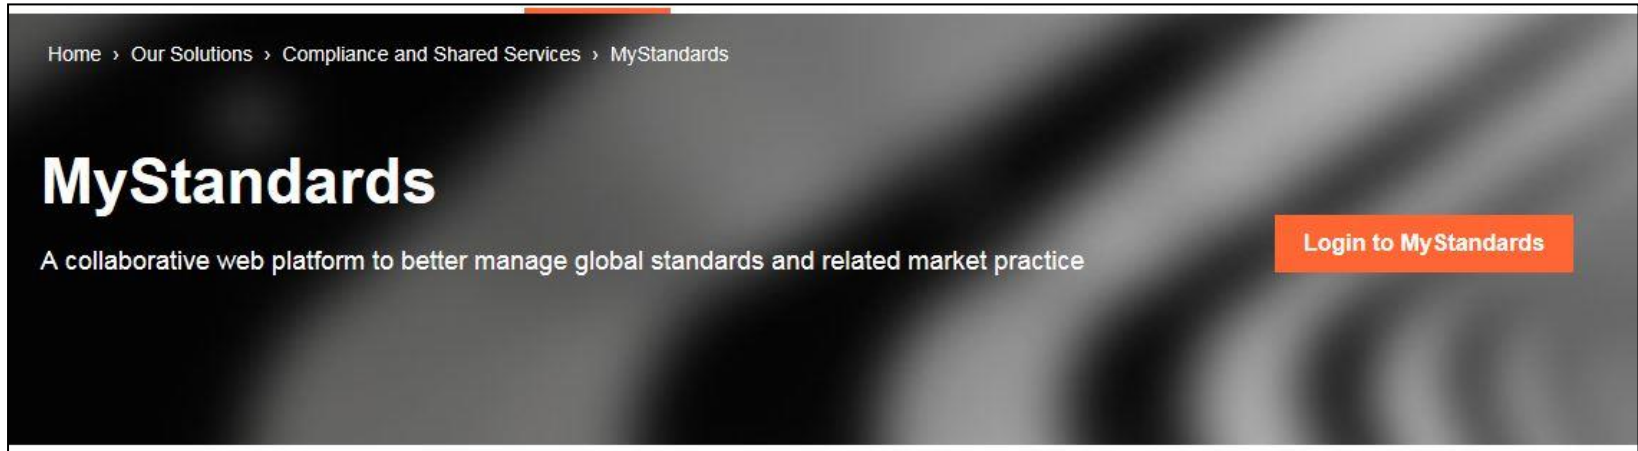 Home › Our Solutions › Compliance and Shared Services › MyStandards
MyStandards
A collaborative web platform to better manage global standards and related market practice
Login to MyStandards